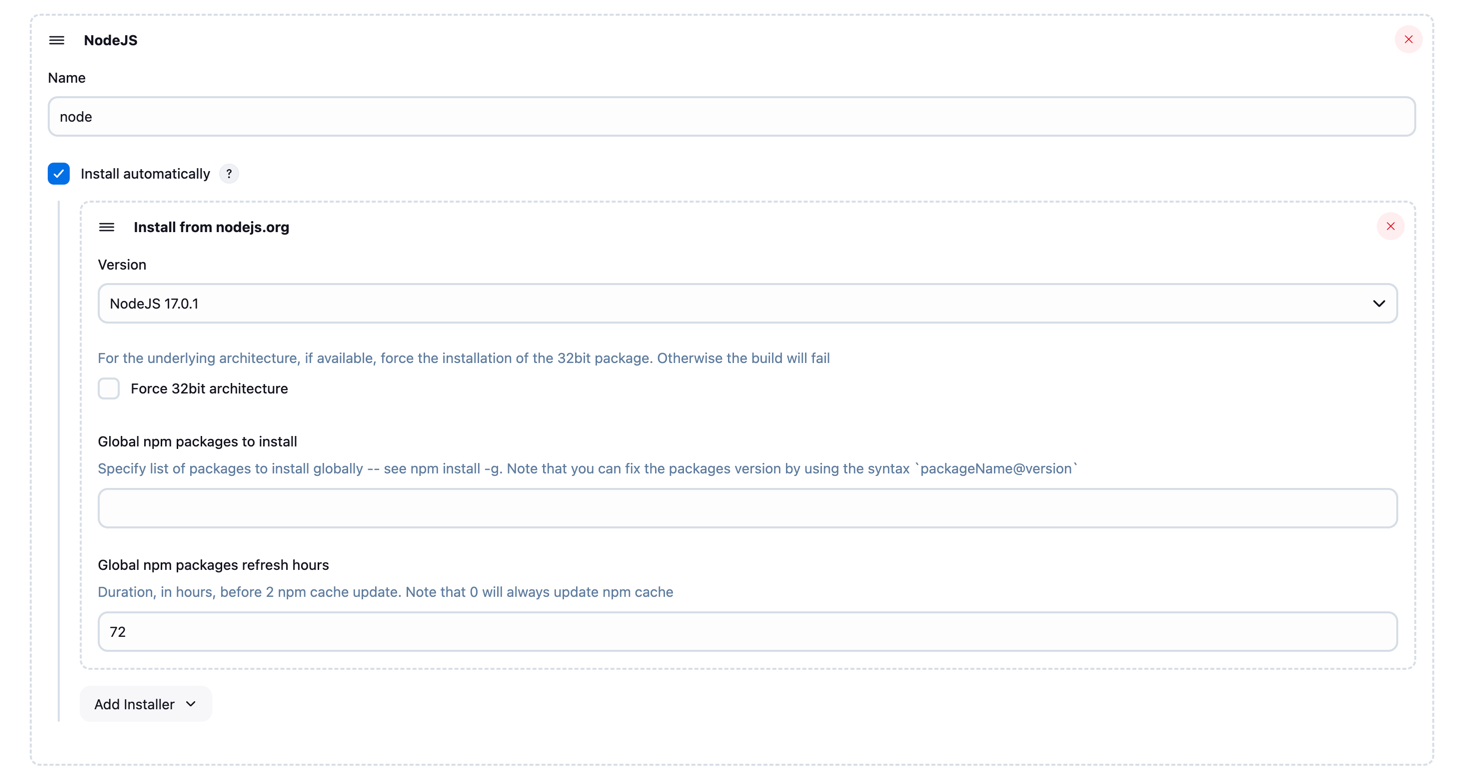 NodeJS
Name
node
Install automatically ?
Install from nodejs.org
Version
NodeJS 17.0.1
For the underlying architecture, if available, force the installation of the 32bit package. Otherwise the build will fail
Force 32bit architecture
Global npm packages to install
Specify list of packages to install globally -- see npm install -g. Note that you can fix the packages version by using the syntax `packageName@version`
Global npm packages refresh hours
Duration, in hours, before 2 npm cache update. Note that 0 will always update npm cache
72
Add Installer